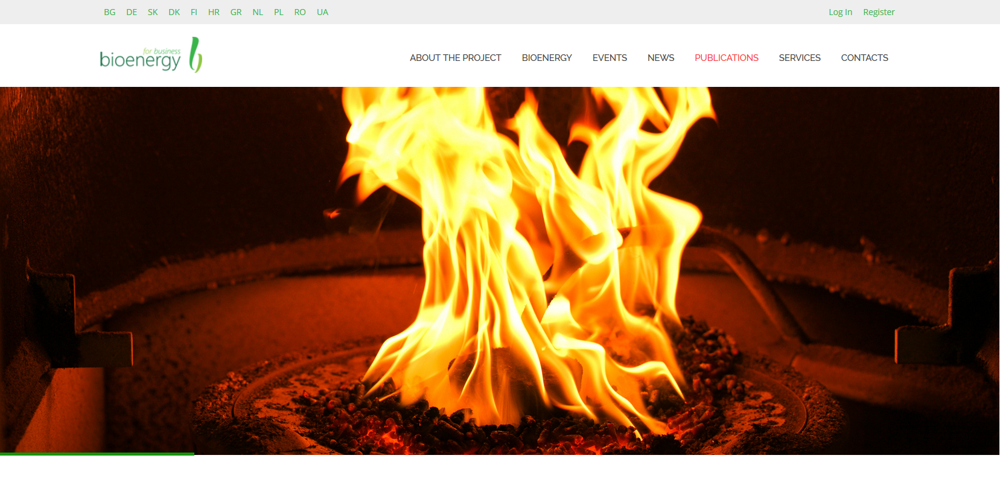 BG DE SK DK FI HR GR NL PL RO UA Log In Register
for business
bioenergy
ABOUT THE PROJECT BIOENERGY EVENTS NEWS PUBLICATIONS SERVICES CONTACTS